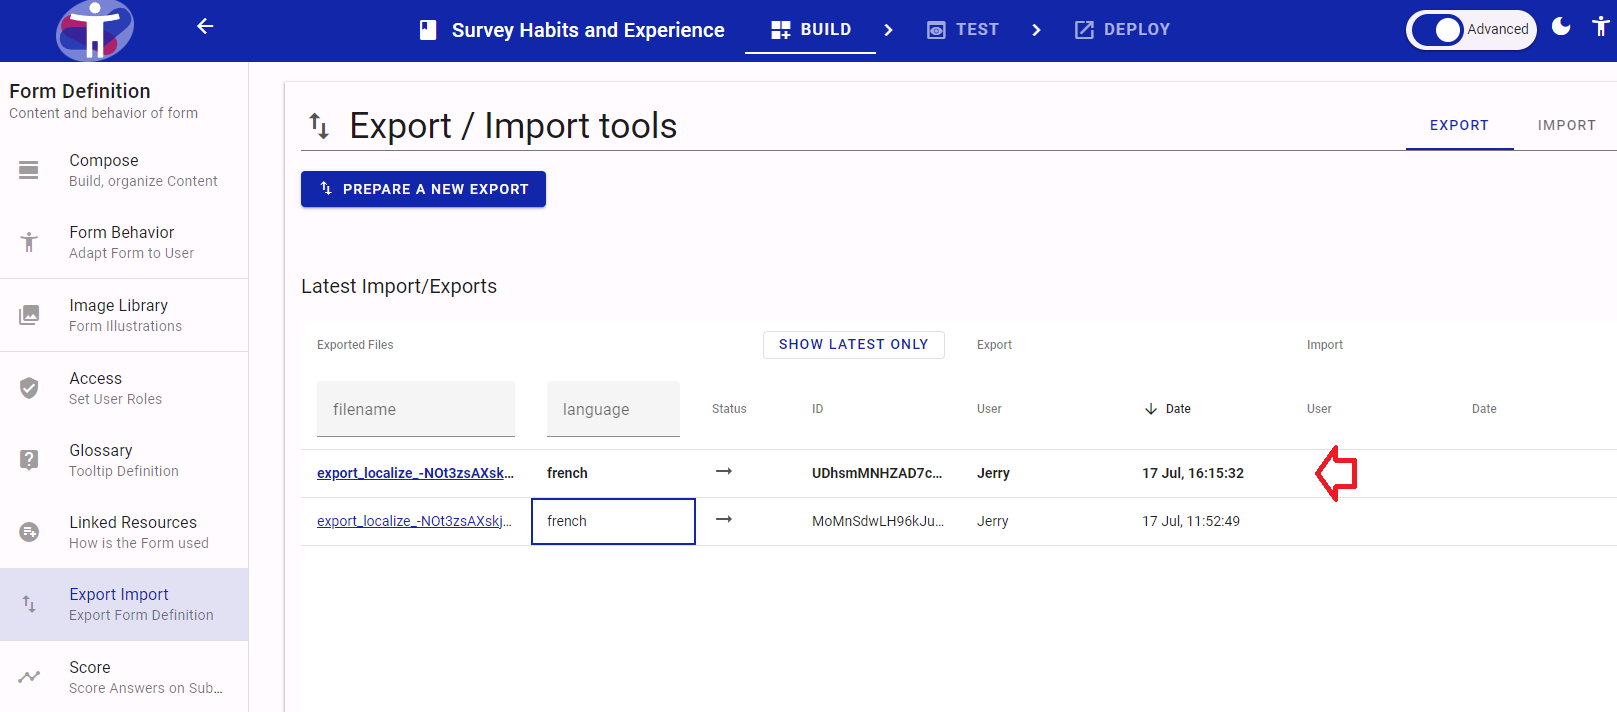 Survey Habits and Experience
BUILD
TEST
DEPLOY
Advanced
Form Definition
Content and behavior of form
Compose
Build, organize Content
Form Behavior
Adapt Form to User
Image Library
Form Illustrations
Access
Set User Roles
Glossary
Tooltip Definition
Linked Resources
How is the Form used
Export Import
Export Form Definition
Score
Score Answers on Sub...
Export / Import tools
EXPORT
IMPORT
PREPARE A NEW EXPORT
Latest Import/Exports
Exported Files
SHOW LATEST ONLY
Export
Import
filename
language
Status
ID
User
Date
User
Date
export_localize_-NOt3zsAXsk... french UDhsmMNHZAD7c... Jerry 17 Jul, 16:15:32
export_localize_-NOt3zsAXskj... french MoMnSdwLH96kJu... Jerry 17 Jul, 11:52:49